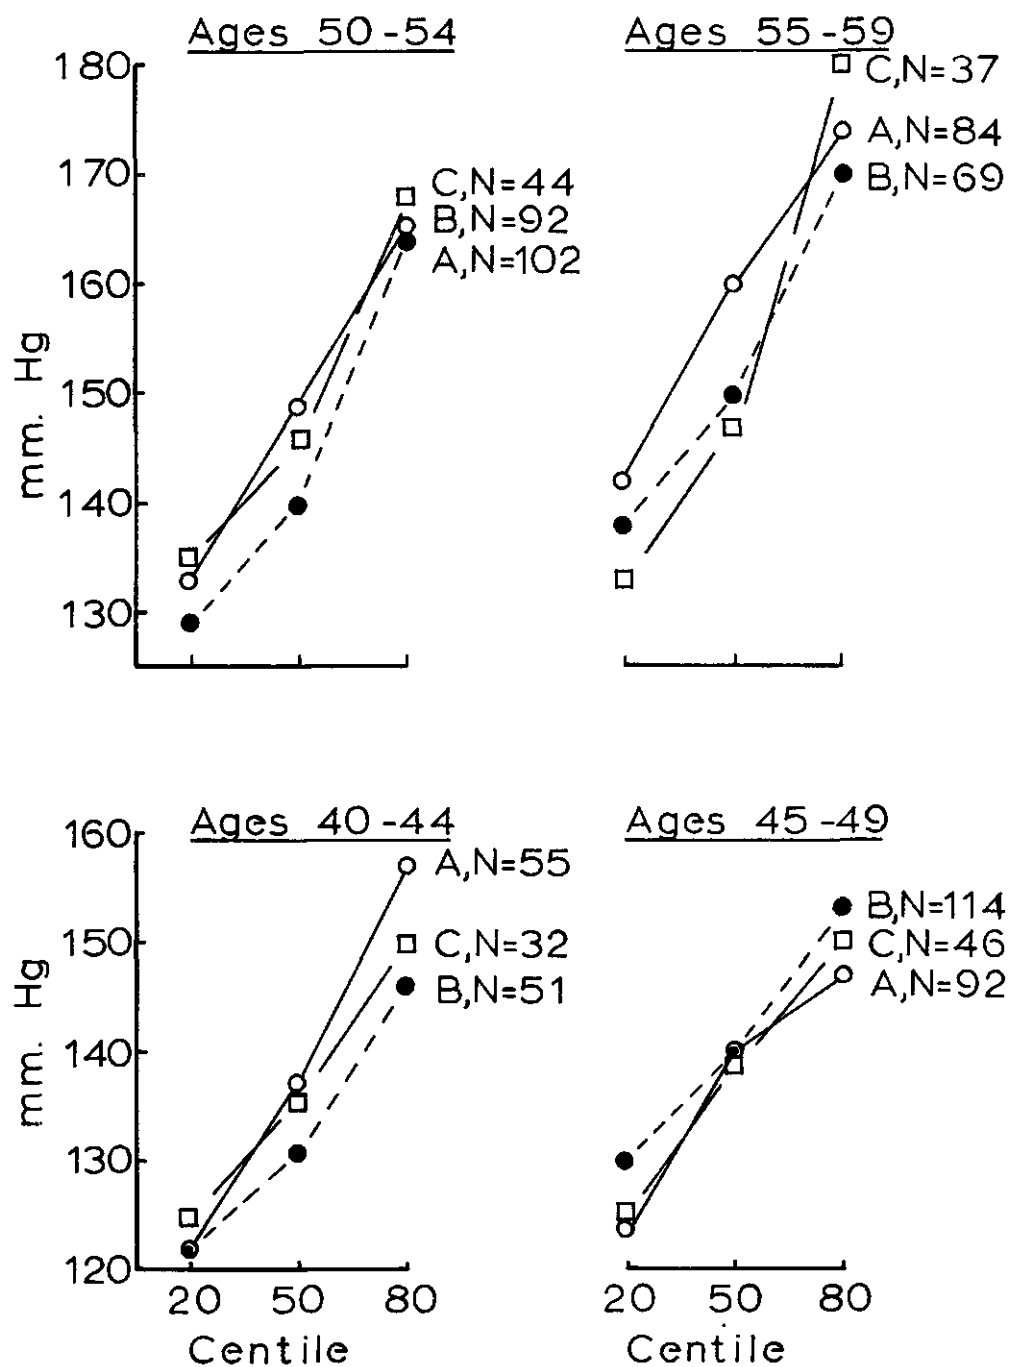 Ages 50-54
180
170
160
150
140
130
mm. Hg
C,N=44
B,N=92
A,N=102
Ages 55-59
C,N=37
A,N=84
B,N=69
Ages 40-44
160
150
140
130
120
mm. Hg
A,N=55
C,N=32
B,N=51
20 50 80
Centile
Ages 45-49
B,N=114
C,N=46
A,N=92
20 50 80
Centile